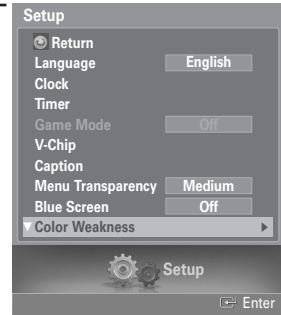 Setup
Return
Language English
Clock
Timer
Game Mode Off
V-Chip
Caption
Menu Transparency Medium
Blue Screen Off
Color Weakness
Setup
Enter